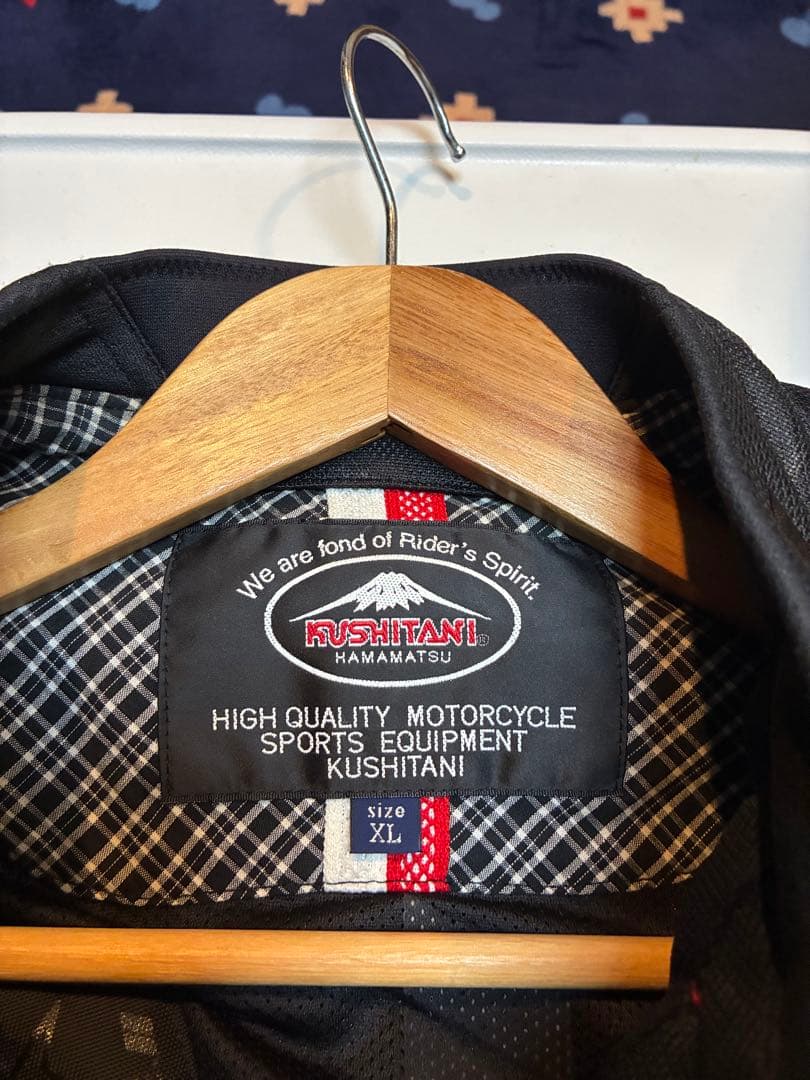 We are fond of Rider's Spirit.
KUSHITANI®
HAMAMATSU
HIGH QUALITY MOTORCYCLE
SPORTS EQUIPMENT
KUSHITANI
size
XL